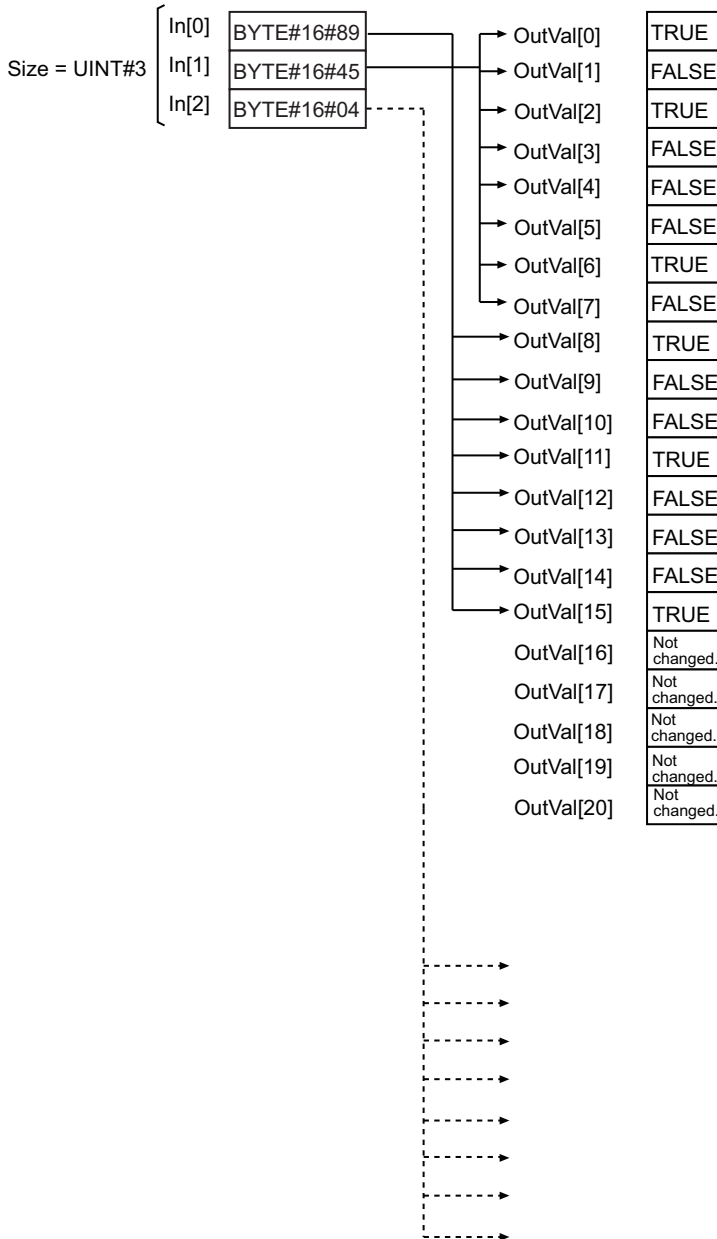 In[0] BYTE#16#89 OutVal[0] TRUE
Size = UINT#3 In[1] BYTE#16#45 OutVal[1] FALSE
In[2] BYTE#16#04 OutVal[2] TRUE
OutVal[3] FALSE
OutVal[4] FALSE
OutVal[5] FALSE
OutVal[6] TRUE
OutVal[7] FALSE
OutVal[8] TRUE
OutVal[9] FALSE
OutVal[10] FALSE
OutVal[11] TRUE
OutVal[12] FALSE
OutVal[13] FALSE
OutVal[14] FALSE
OutVal[15] TRUE
OutVal[16] Not changed.
OutVal[17] Not changed.
OutVal[18] Not changed.
OutVal[19] Not changed.
OutVal[20] Not changed.